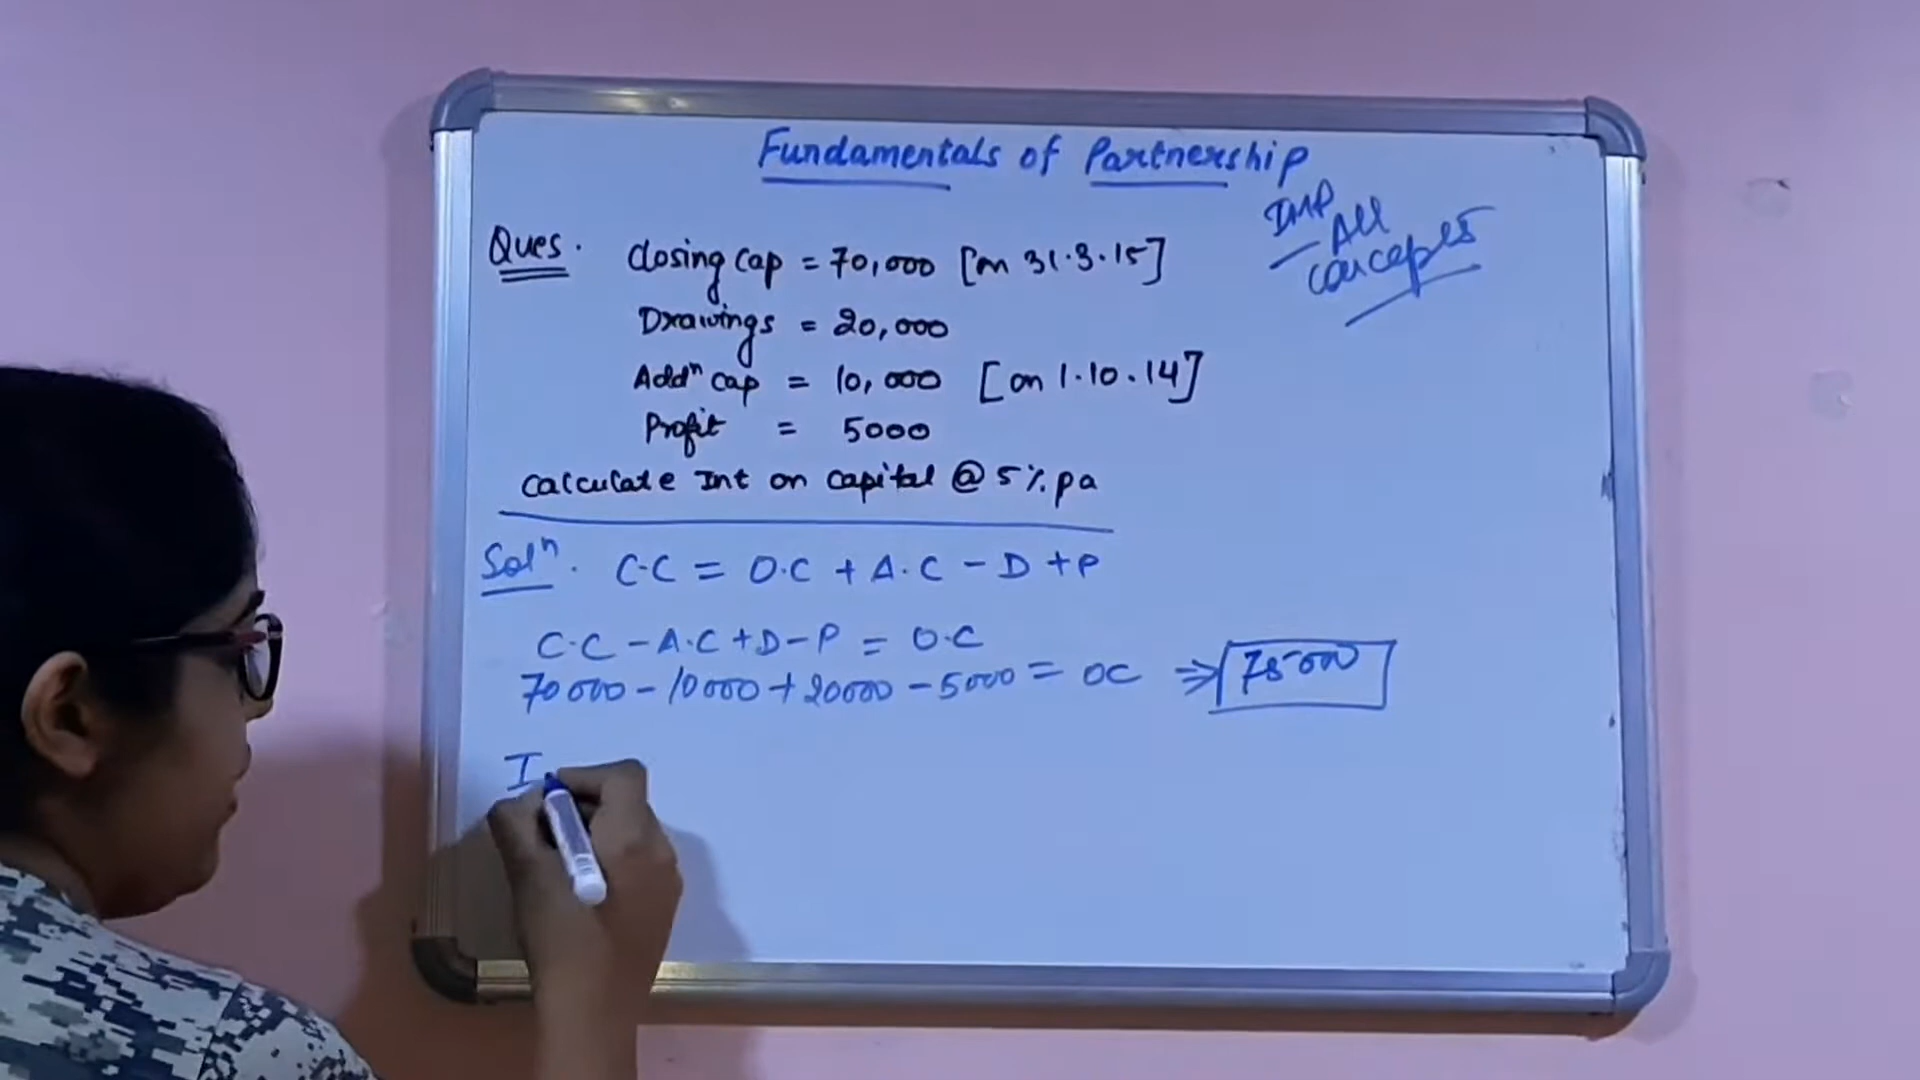 Fundamentals of Partnership
IMP
All
concepts
Ques. Closing Cap = 70,000 [on 31.3.15]
Drawings = 20,000
Addⁿ cap = 10,000 [on 1.10.14]
Profit = 5000
Calculate Int on capital @ 5% pa
Solⁿ. C.C = O.C + A.C - D + P
C.C - A.C + D - P = O.C
70000 - 10000 + 20000 - 5000 = OC ⇒ 75000
I